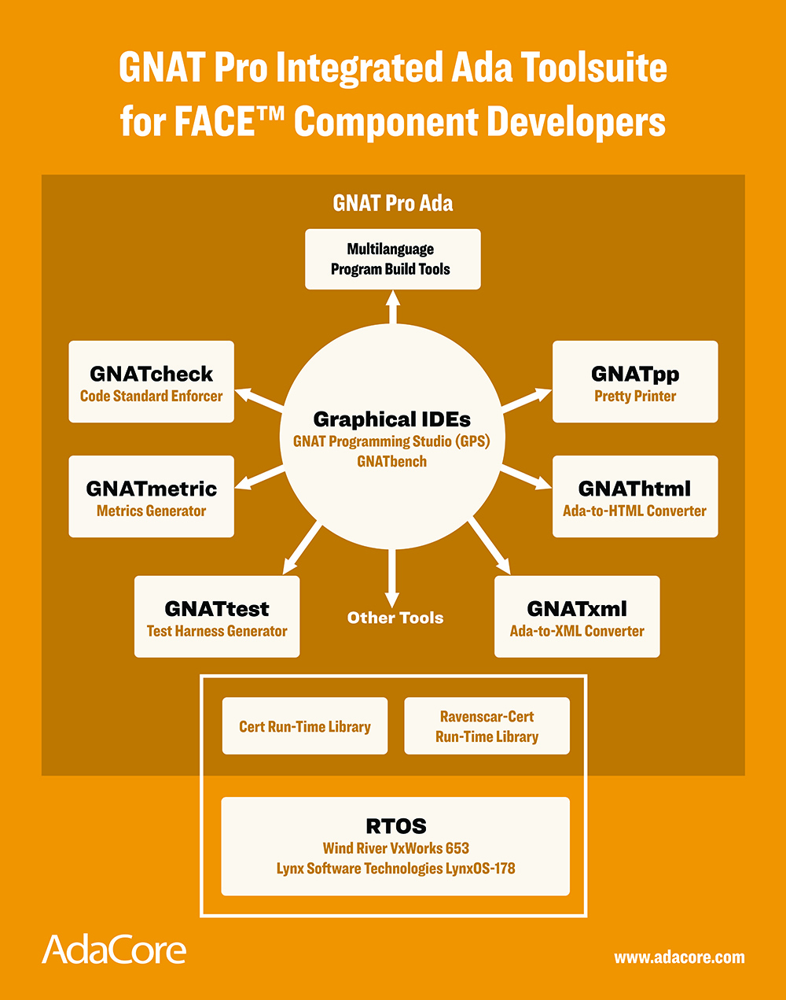 GNAT Pro Integrated Ada Toolsuite
for FACE™ Component Developers
GNAT Pro Ada
Multilanguage
Program Build Tools
GNATcheck
Code Standard Enforcer
GNATpp
Pretty Printer
Graphical IDEs
GNAT Programming Studio (GPS)
GNATbench
GNATmetric
Metrics Generator
GNAThtml
Ada-to-HTML Converter
GNATtest
Test Harness Generator
Other Tools
GNATxml
Ada-to-XML Converter
Cert Run-Time Library
Ravenscar-Cert
Run-Time Library
RTOS
Wind River VxWorks 653
Lynx Software Technologies LynxOS-178
AdaCore
www.adacore.com